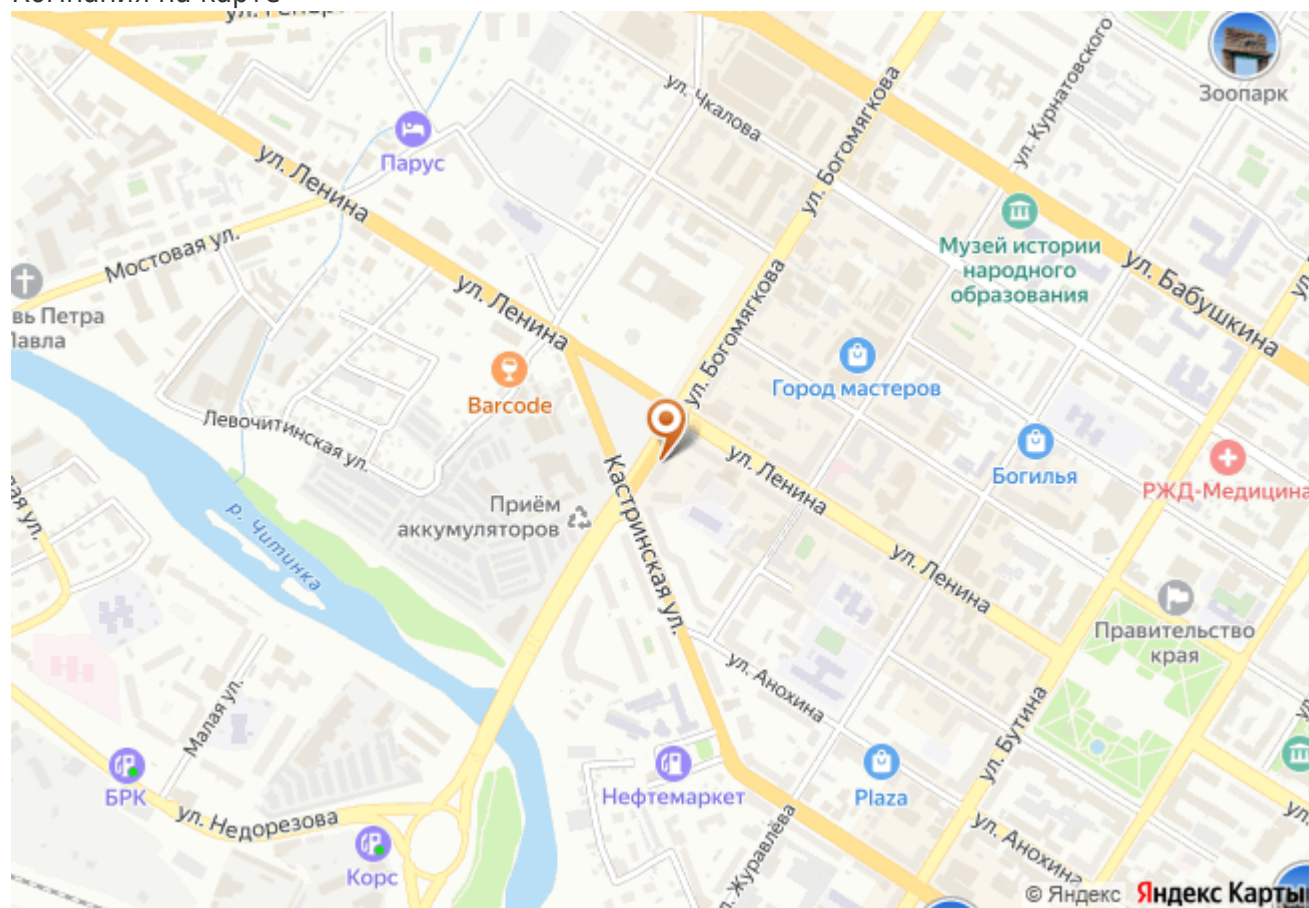 Зоопарк
ул. Курнатовского
ул. Чкалова
ул. Богомягкова
Парус
ул. Ленина
Мостовая ул.
Музей истории
народного
образования
ул. Бабушкина
ул. Ленина
ул. Богомягкова
вь Петра
Barcode
Город мастеров
Левочитинская ул.
ул. Ленина
Богилья
РЖД-Медицина
Приём
аккумуляторов
Кастринская ул.
р. Читинка
ул. Ленина
Правительство
края
ул. Анохина
Малая ул.
ул. Бутина
БРК
Нефтемаркет
Plaza
ул. Недорезова
ул. Анохина
Корс
ул. Журавлёва
© Яндекс Яндекс Карты